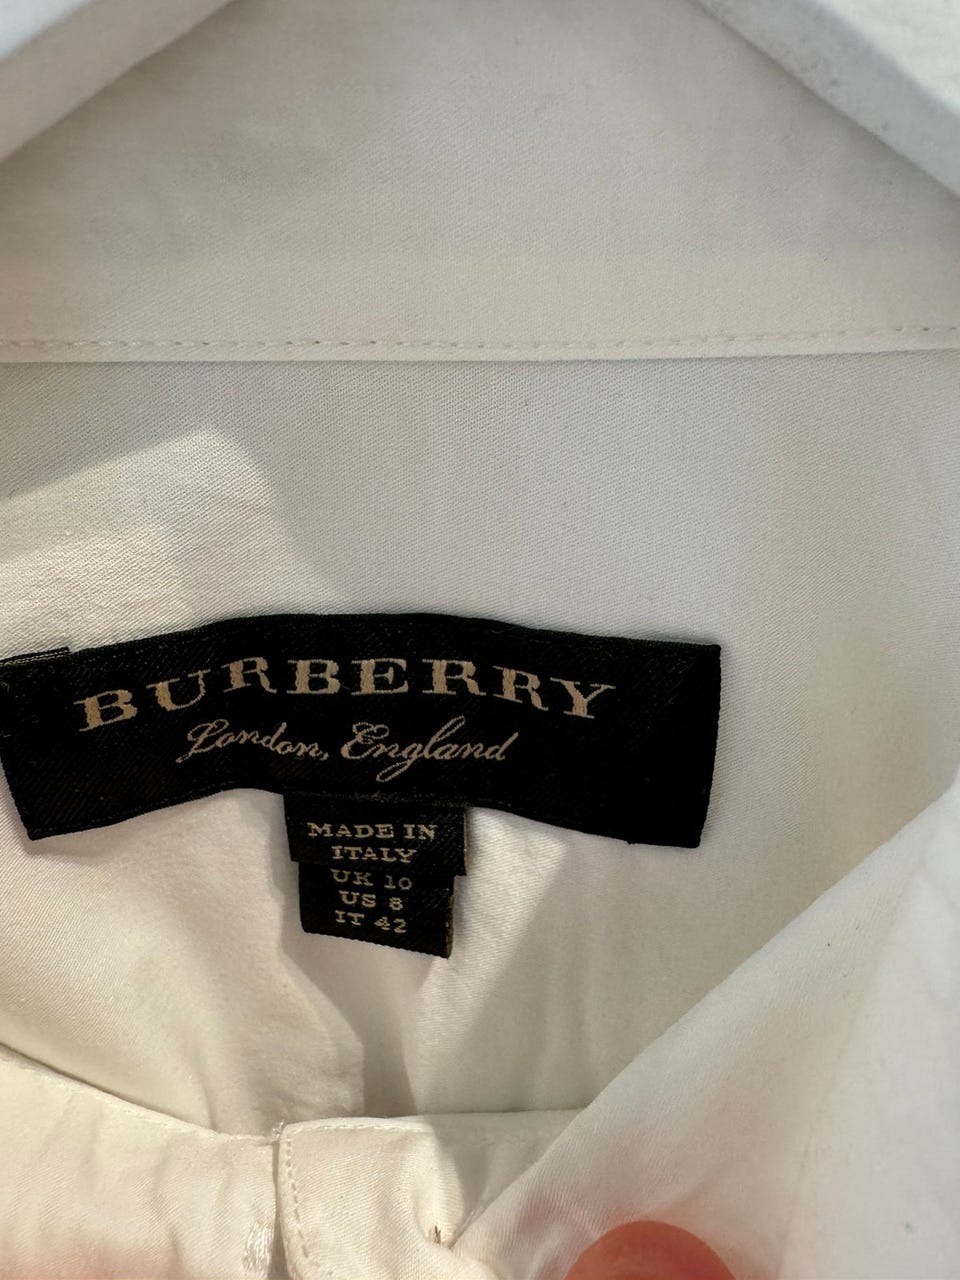 BURBERRY
London, England
MADE IN
ITALY
UK 10
US 8
IT 42